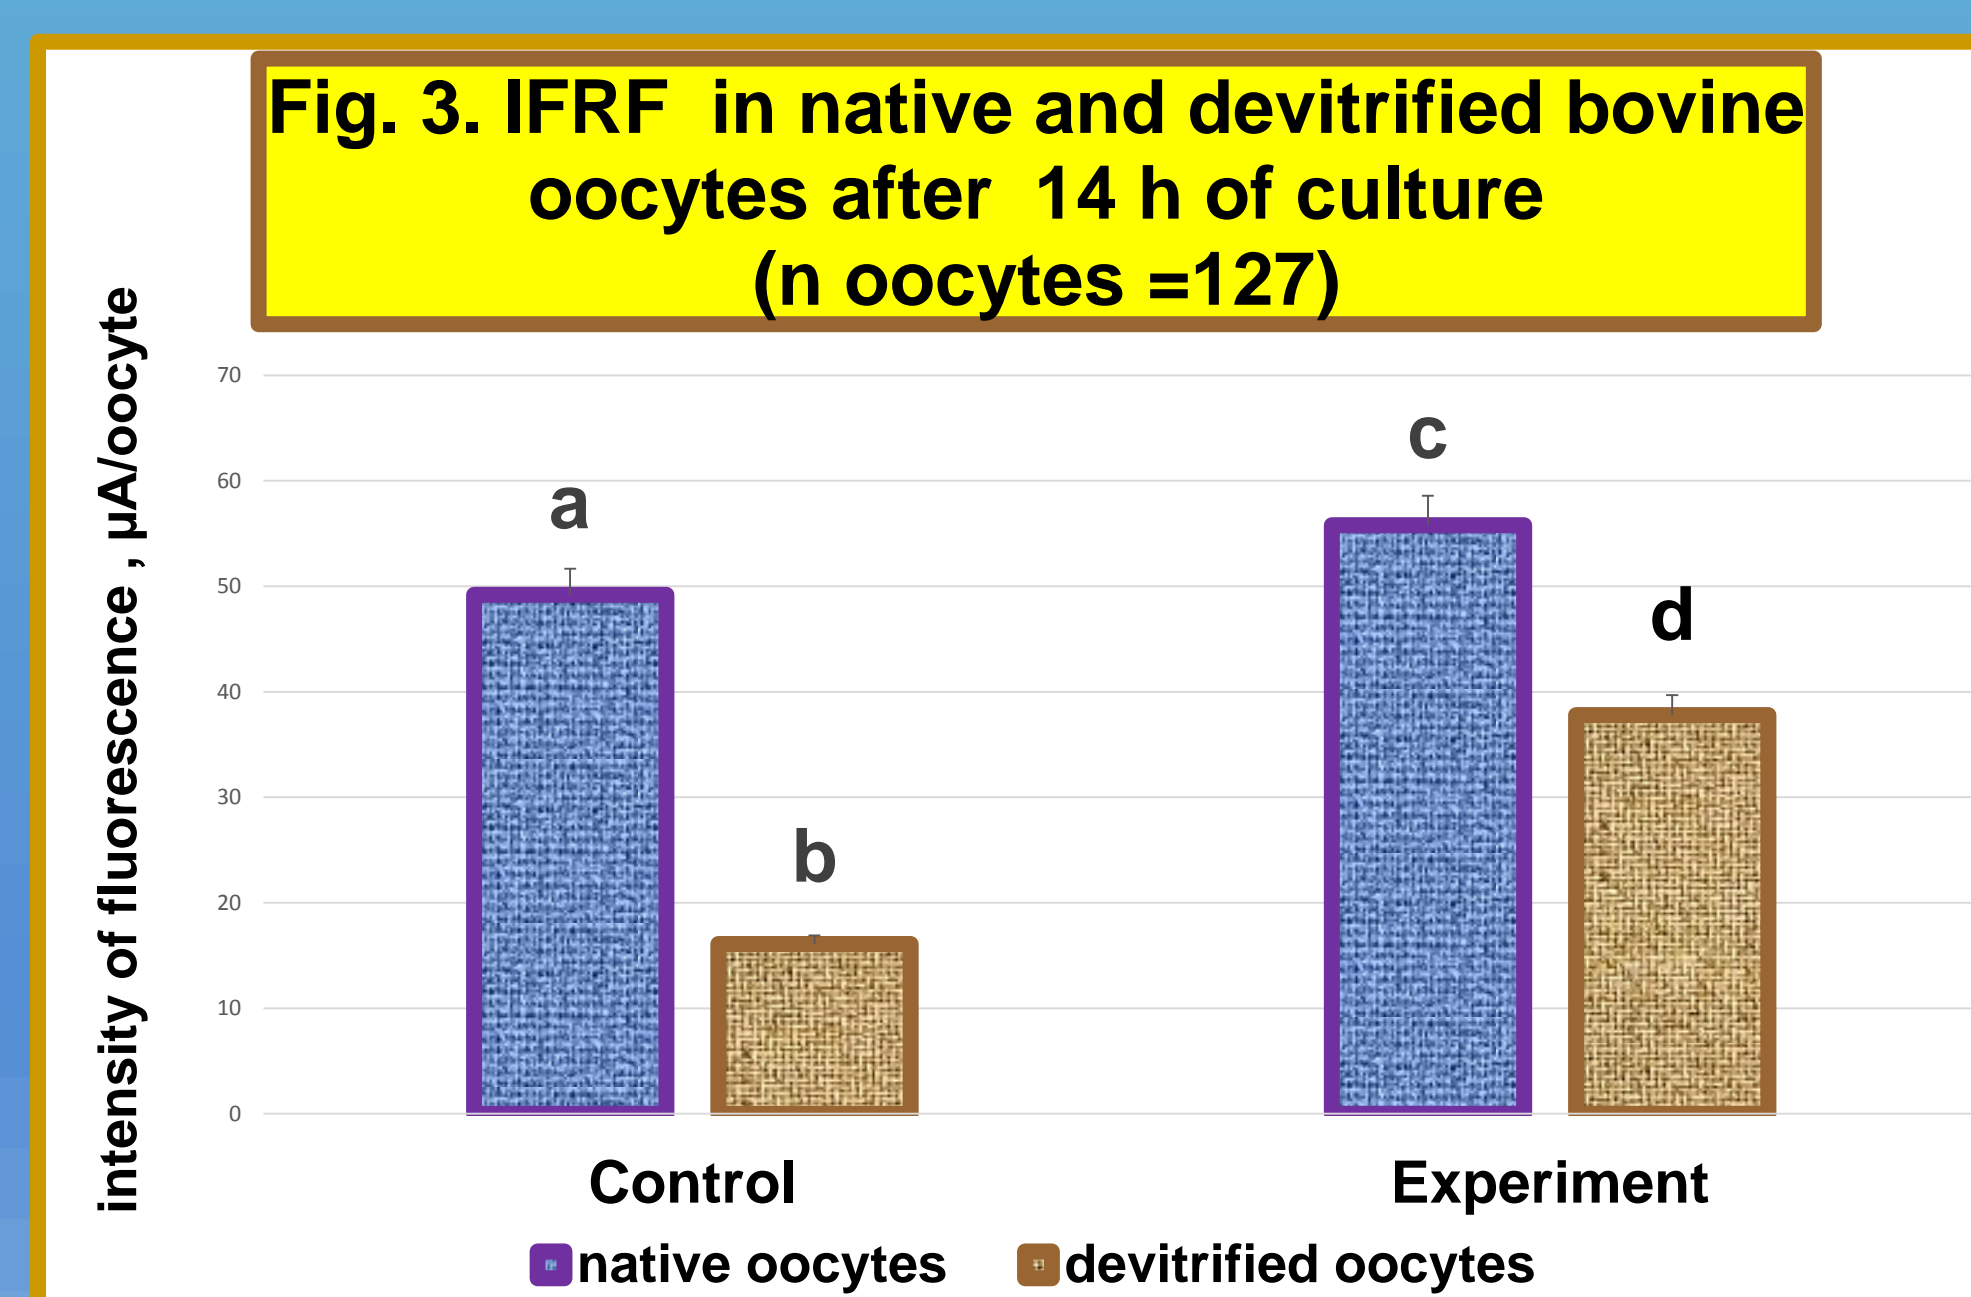 Fig. 3. IFRF in native and devitrified bovine
oocytes after 14 h of culture
(n oocytes =127)
intensity of fluorescence , µA/oocyte
70
60
50
40
30
20
10
0
a
b
c
d
Control
Experiment
native oocytes
devitrified oocytes